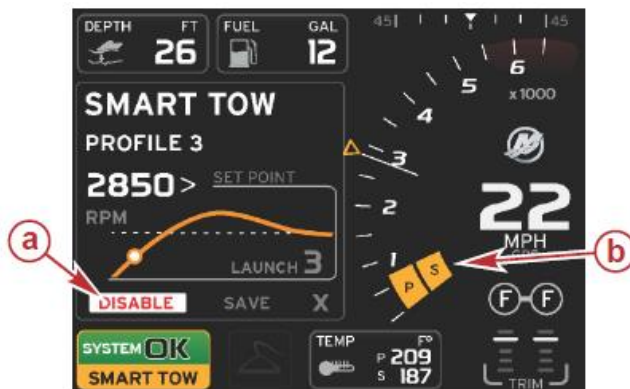 DEPTH FT
26
FUEL GAL
12
45 45
SMART TOW
PROFILE 3
2850>
SET POINT
RPM
LAUNCH 3
DISABLE SAVE X
SYSTEM OK
SMART TOW
TEMP F°
P 209
S 187
6
5
x1000
4
3
2
1
P S
22
MPH
GPS
F F
TRIM
a
b